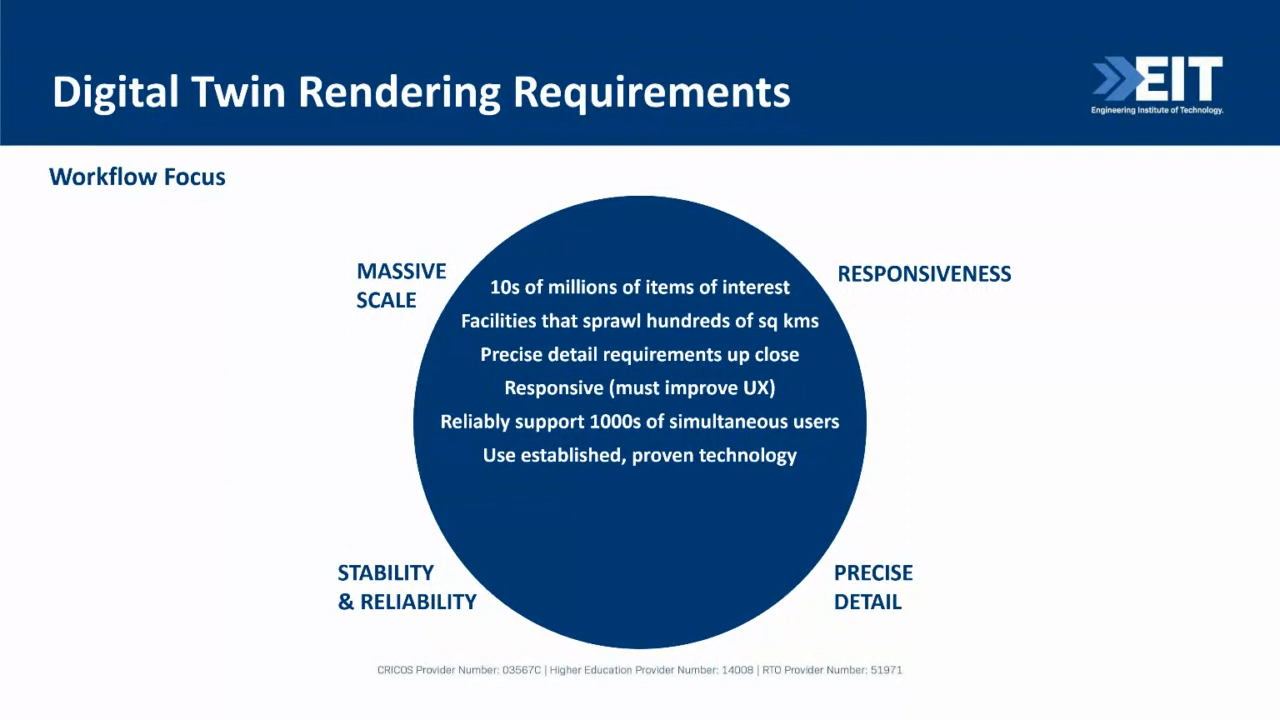 Digital Twin Rendering Requirements
EIT
Engineering Institute of Technology.
Workflow Focus
MASSIVE
SCALE
RESPONSIVENESS
10s of millions of items of interest
Facilities that sprawl hundreds of sq kms
Precise detail requirements up close
Responsive (must improve UX)
Reliably support 1000s of simultaneous users
Use established, proven technology
STABILITY
& RELIABILITY
PRECISE
DETAIL
CRICOS Provider Number: 03567C | Higher Education Provider Number: 14008 | RTO Provider Number: 51971